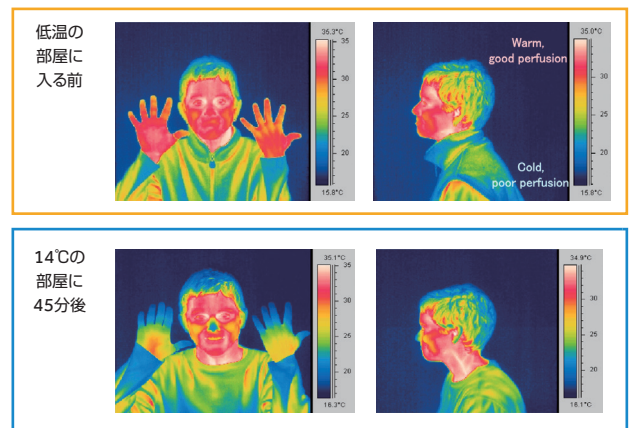 低温の
部屋に
入る前
35.3°C
35
30
25
20
15.8°C
Warm,
good perfusion
Cold,
poor perfusion
35.0°C
30
25
20
15.8°C
14℃の
部屋に
45分後
35.1°C
35
30
25
20
16.3°C
34.9°C
30
25
20
16.1°C